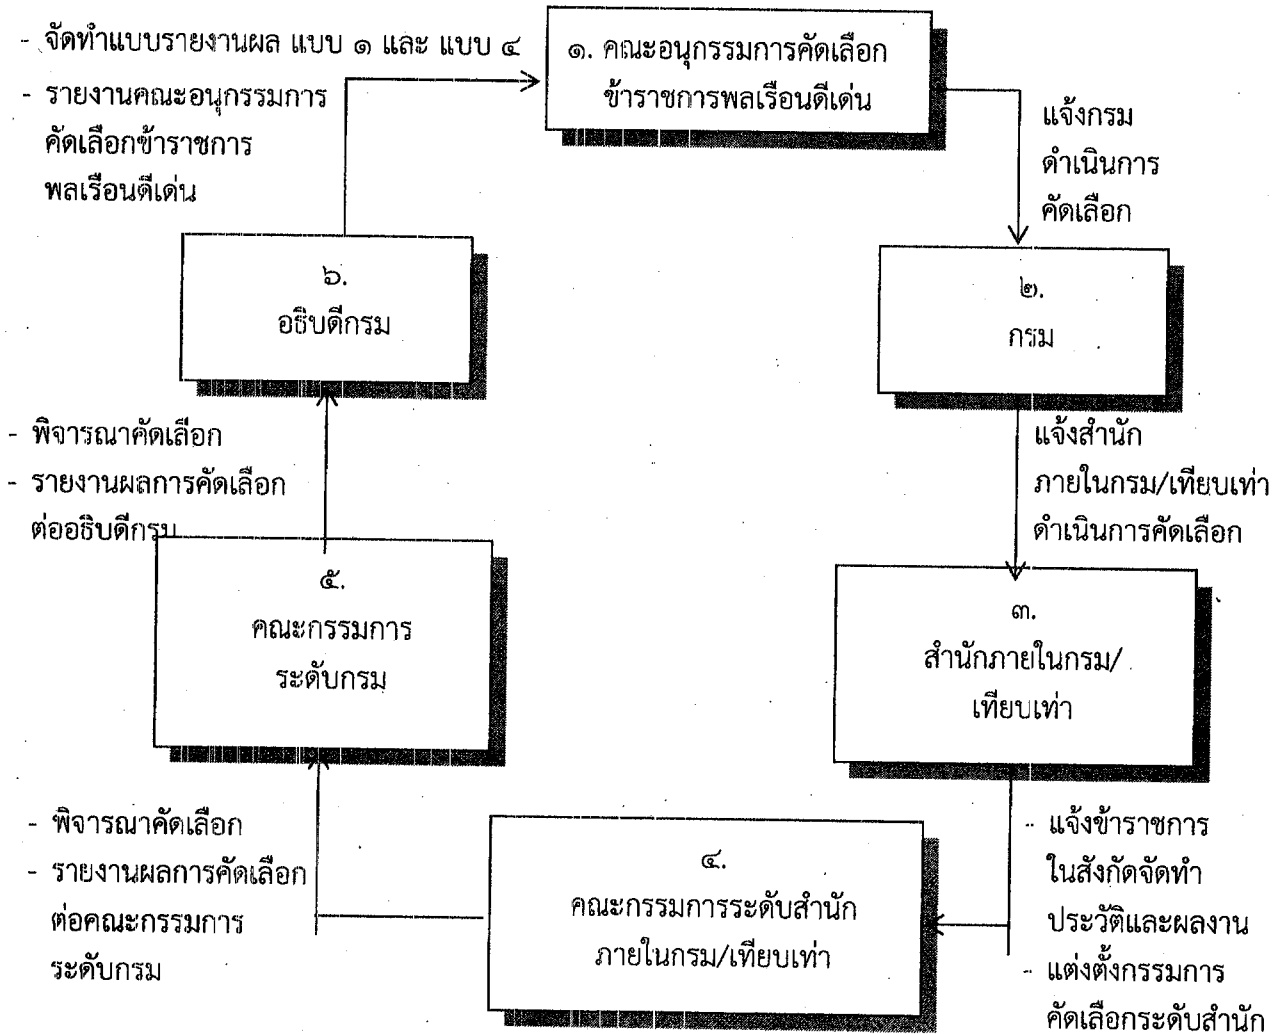 - จัดทำแบบรายงานผล แบบ ๑ และ แบบ ๔
- รายงานคณะอนุกรรมการ
คัดเลือกข้าราชการ
พลเรือนดีเด่น
๑. คณะอนุกรรมการคัดเลือก
ข้าราชการพลเรือนดีเด่น
แจ้งกรม
ดำเนินการ
คัดเลือก
๒.
กรม
แจ้งสำนัก
ภายในกรม/เทียบเท่า
ดำเนินการคัดเลือก
๓.
สำนักภายในกรม/
เทียบเท่า
- แจ้งข้าราชการ
ในสังกัดจัดทำ
ประวัติและผลงาน
- แต่งตั้งกรรมการ
คัดเลือกระดับสำนัก
๔.
คณะกรรมการระดับสำนัก
ภายในกรม/เทียบเท่า
- พิจารณาคัดเลือก
- รายงานผลการคัดเลือก
ต่อคณะกรรมการ
ระดับกรม
๕.
คณะกรรมการ
ระดับกรม
- พิจารณาคัดเลือก
- รายงานผลการคัดเลือก
ต่ออธิบดีกรม
๖.
อธิบดีกรม